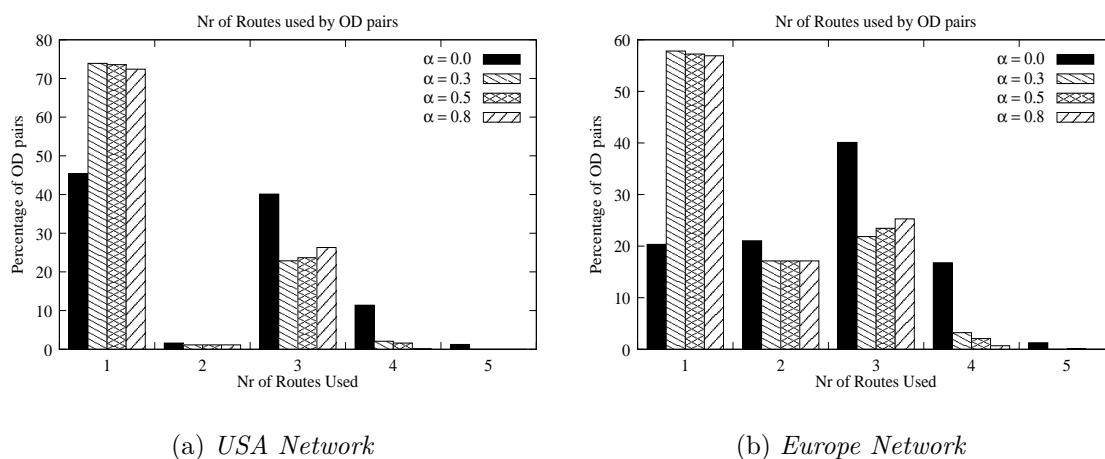 Nr of Routes used by OD pairs
80
70
60
50
40
30
20
10
0
Percentage of OD pairs
α = 0.0
α = 0.3
α = 0.5
α = 0.8
1 2 3 4 5
Nr of Routes Used
(a) USA Network
Nr of Routes used by OD pairs
60
50
40
30
20
10
0
Percentage of OD pairs
α = 0.0
α = 0.3
α = 0.5
α = 0.8
1 2 3 4 5
Nr of Routes Used
(b) Europe Network